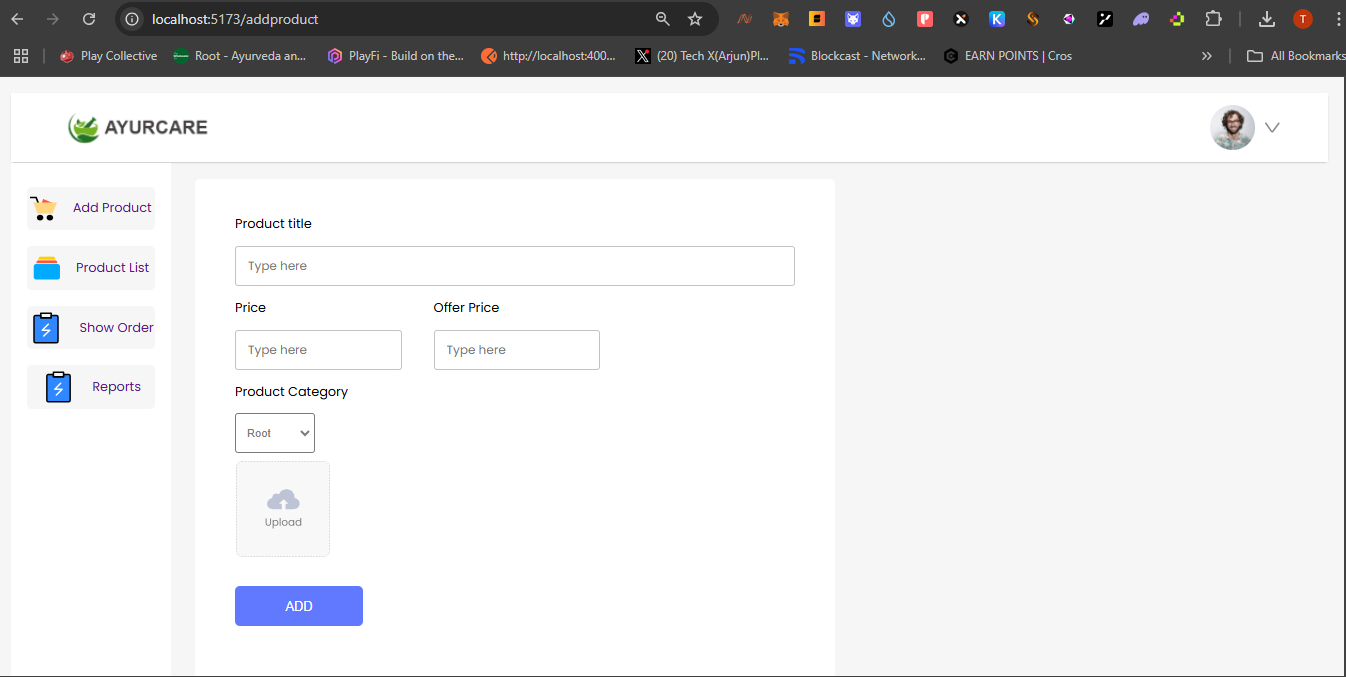 localhost:5173/addproduct
Play Collective
Root - Ayurveda an...
PlayFi - Build on the...
http://localhost:400...
(20) Tech X(Arjun)Pl...
Blockcast - Network...
EARN POINTS | Cros
All Bookmarks
T
AYURCARE
Add Product
Product List
Show Order
Reports
Product title
Type here
Price
Offer Price
Type here
Type here
Product Category
Root
Upload
ADD